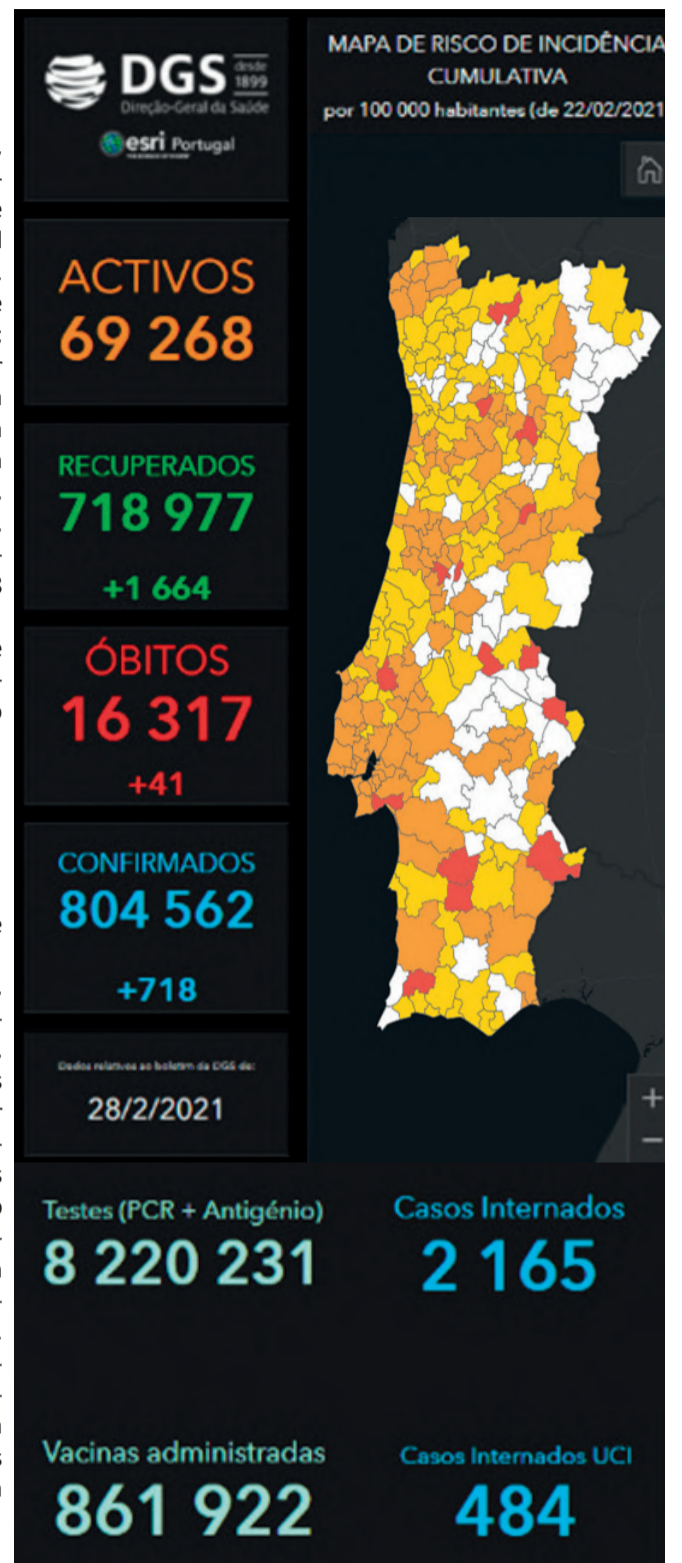 DGS desde 1899
Direção-Geral da Saúde
esri Portugal
MAPA DE RISCO DE INCIDÊNCIA
CUMULATIVA
por 100 000 habitantes (de 22/02/2021
ACTIVOS
69 268
RECUPERADOS
718 977
+1 664
ÓBITOS
16 317
+41
CONFIRMADOS
804 562
+718
Dados relativos ao boletim da DGS de:
28/2/2021
+
−
Testes (PCR + Antigénio)
8 220 231
Casos Internados
2 165
Vacinas administradas
861 922
Casos Internados UCI
484